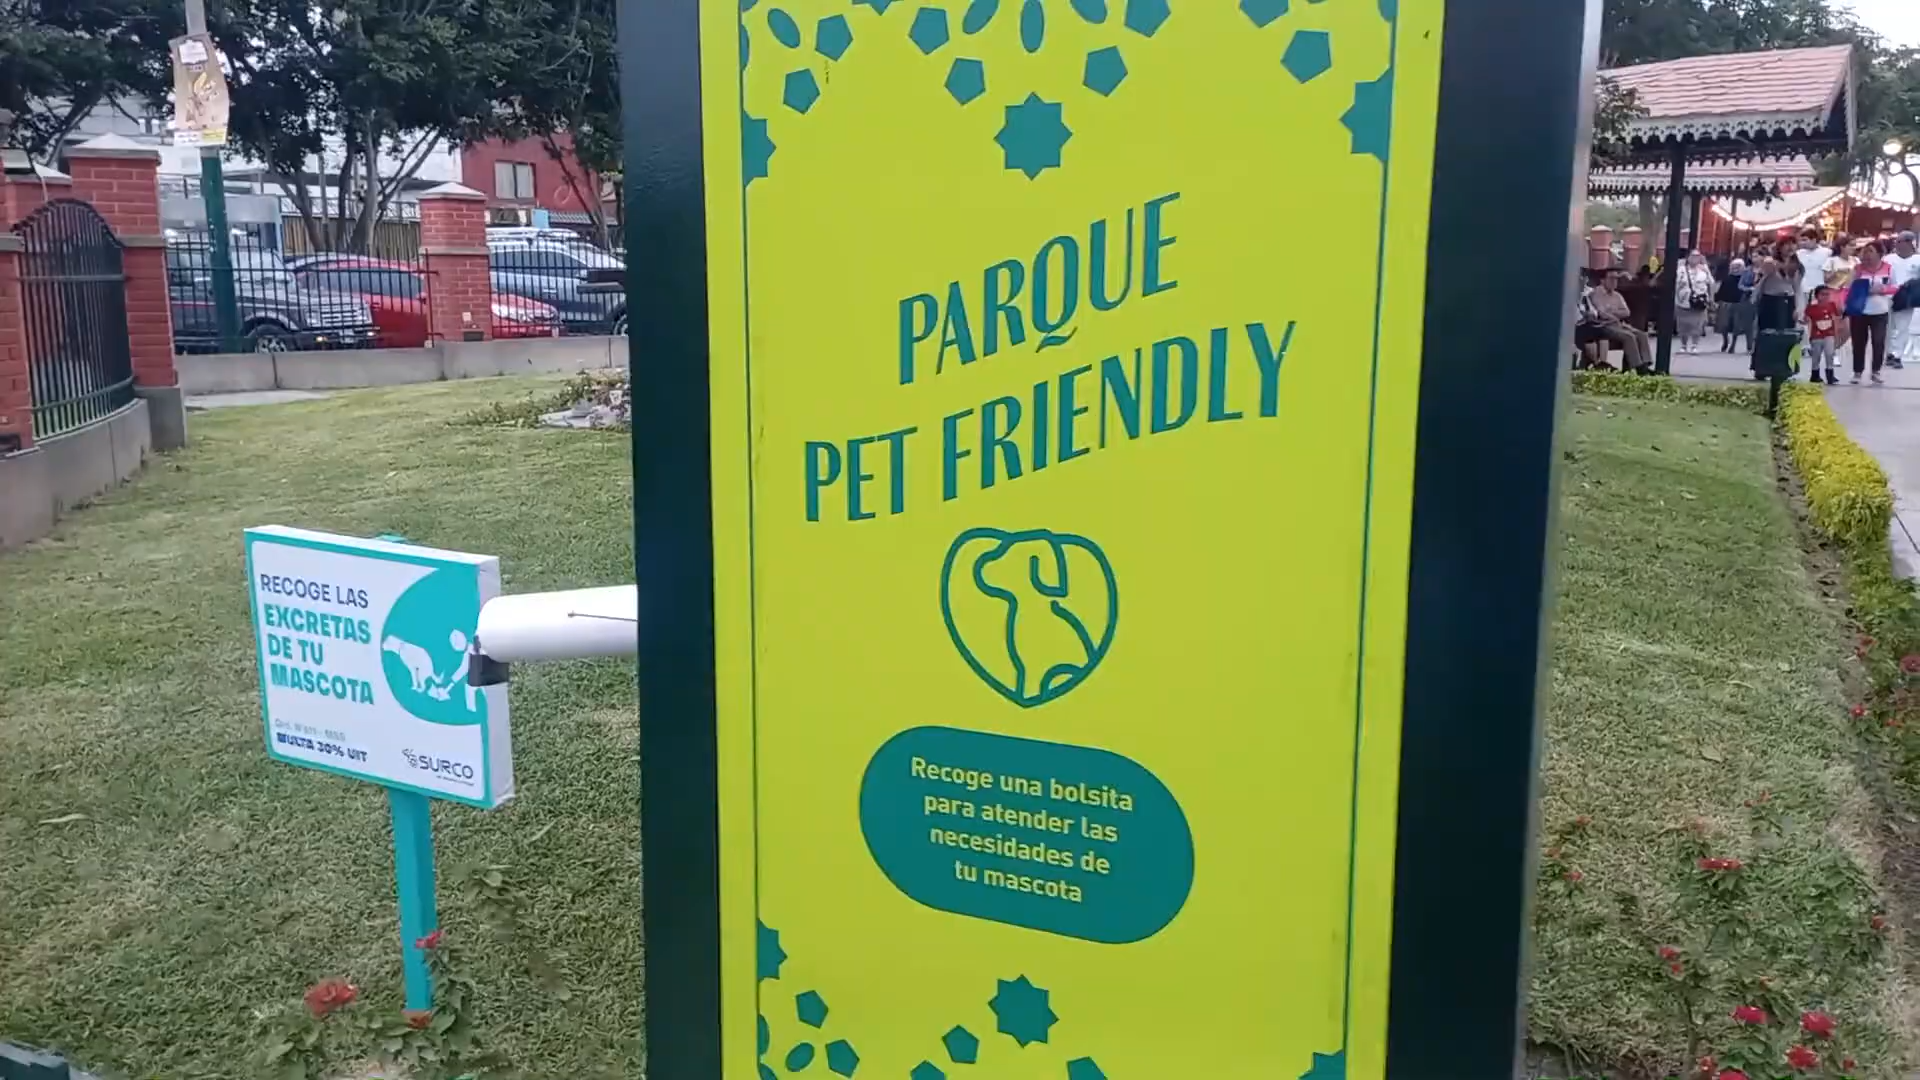 PARQUE
PET FRIENDLY
Recoge una bolsita
para atender las
necesidades de
tu mascota
RECOGE LAS
EXCRETAS
DE TU
MASCOTA
MULTA 30% UIT
SURCO